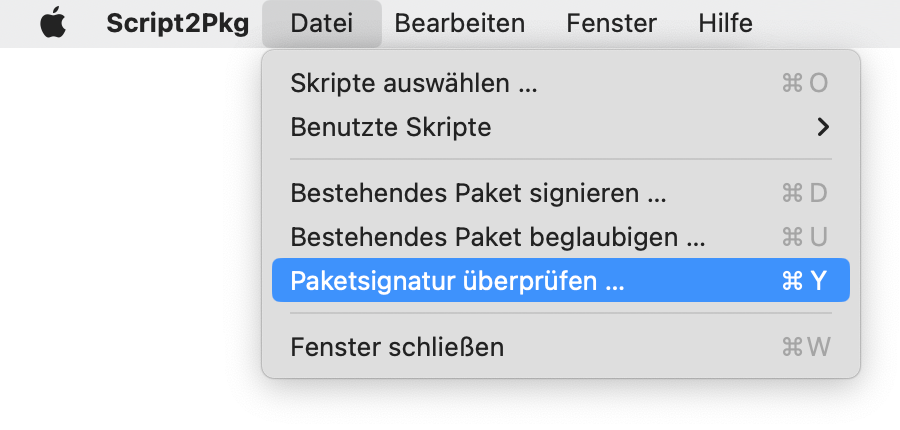 Script2Pkg Datei Bearbeiten Fenster Hilfe
Skripte auswählen ... ⌘ O
Benutzte Skripte
Bestehendes Paket signieren ... ⌘ D
Bestehendes Paket beglaubigen ... ⌘ U
Paketsignatur überprüfen ... ⌘ Y
Fenster schließen ⌘ W